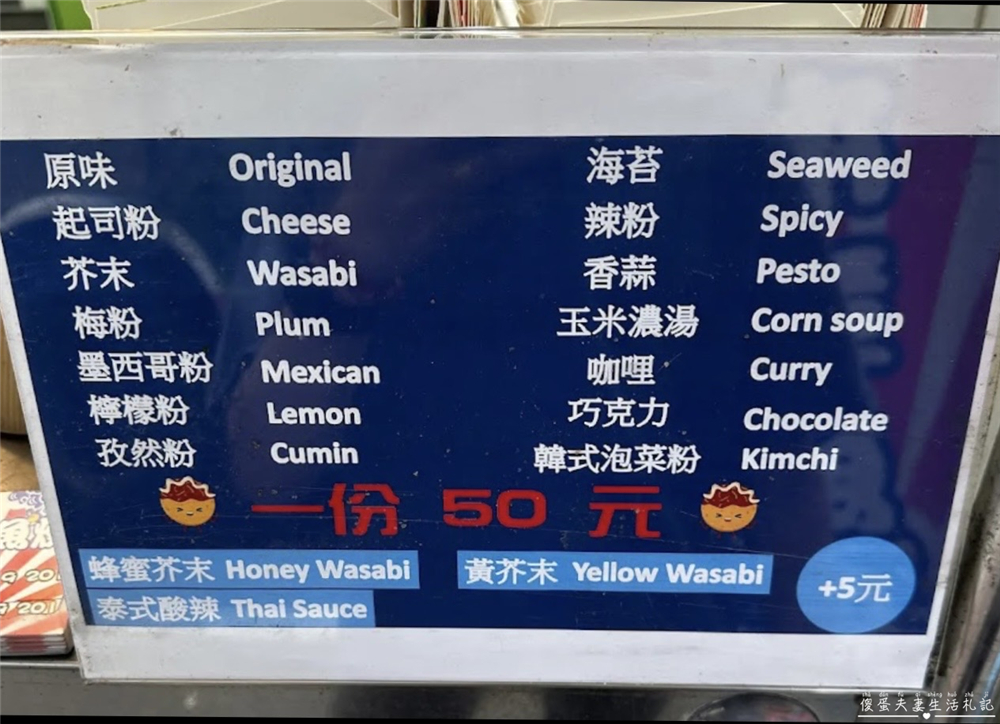 原味 Original 海苔 Seaweed
起司粉 Cheese 辣粉 Spicy
芥末 Wasabi 香蒜 Pesto
梅粉 Plum 玉米濃湯 Corn soup
墨西哥粉 Mexican 咖哩 Curry
檸檬粉 Lemon 巧克力 Chocolate
孜然粉 Cumin 韓式泡菜粉 Kimchi
一份 50 元
蜂蜜芥末 Honey Wasabi 黃芥末 Yellow Wasabi +5元
泰式酸辣 Thai Sauce
傻蛋夫妻生活札記